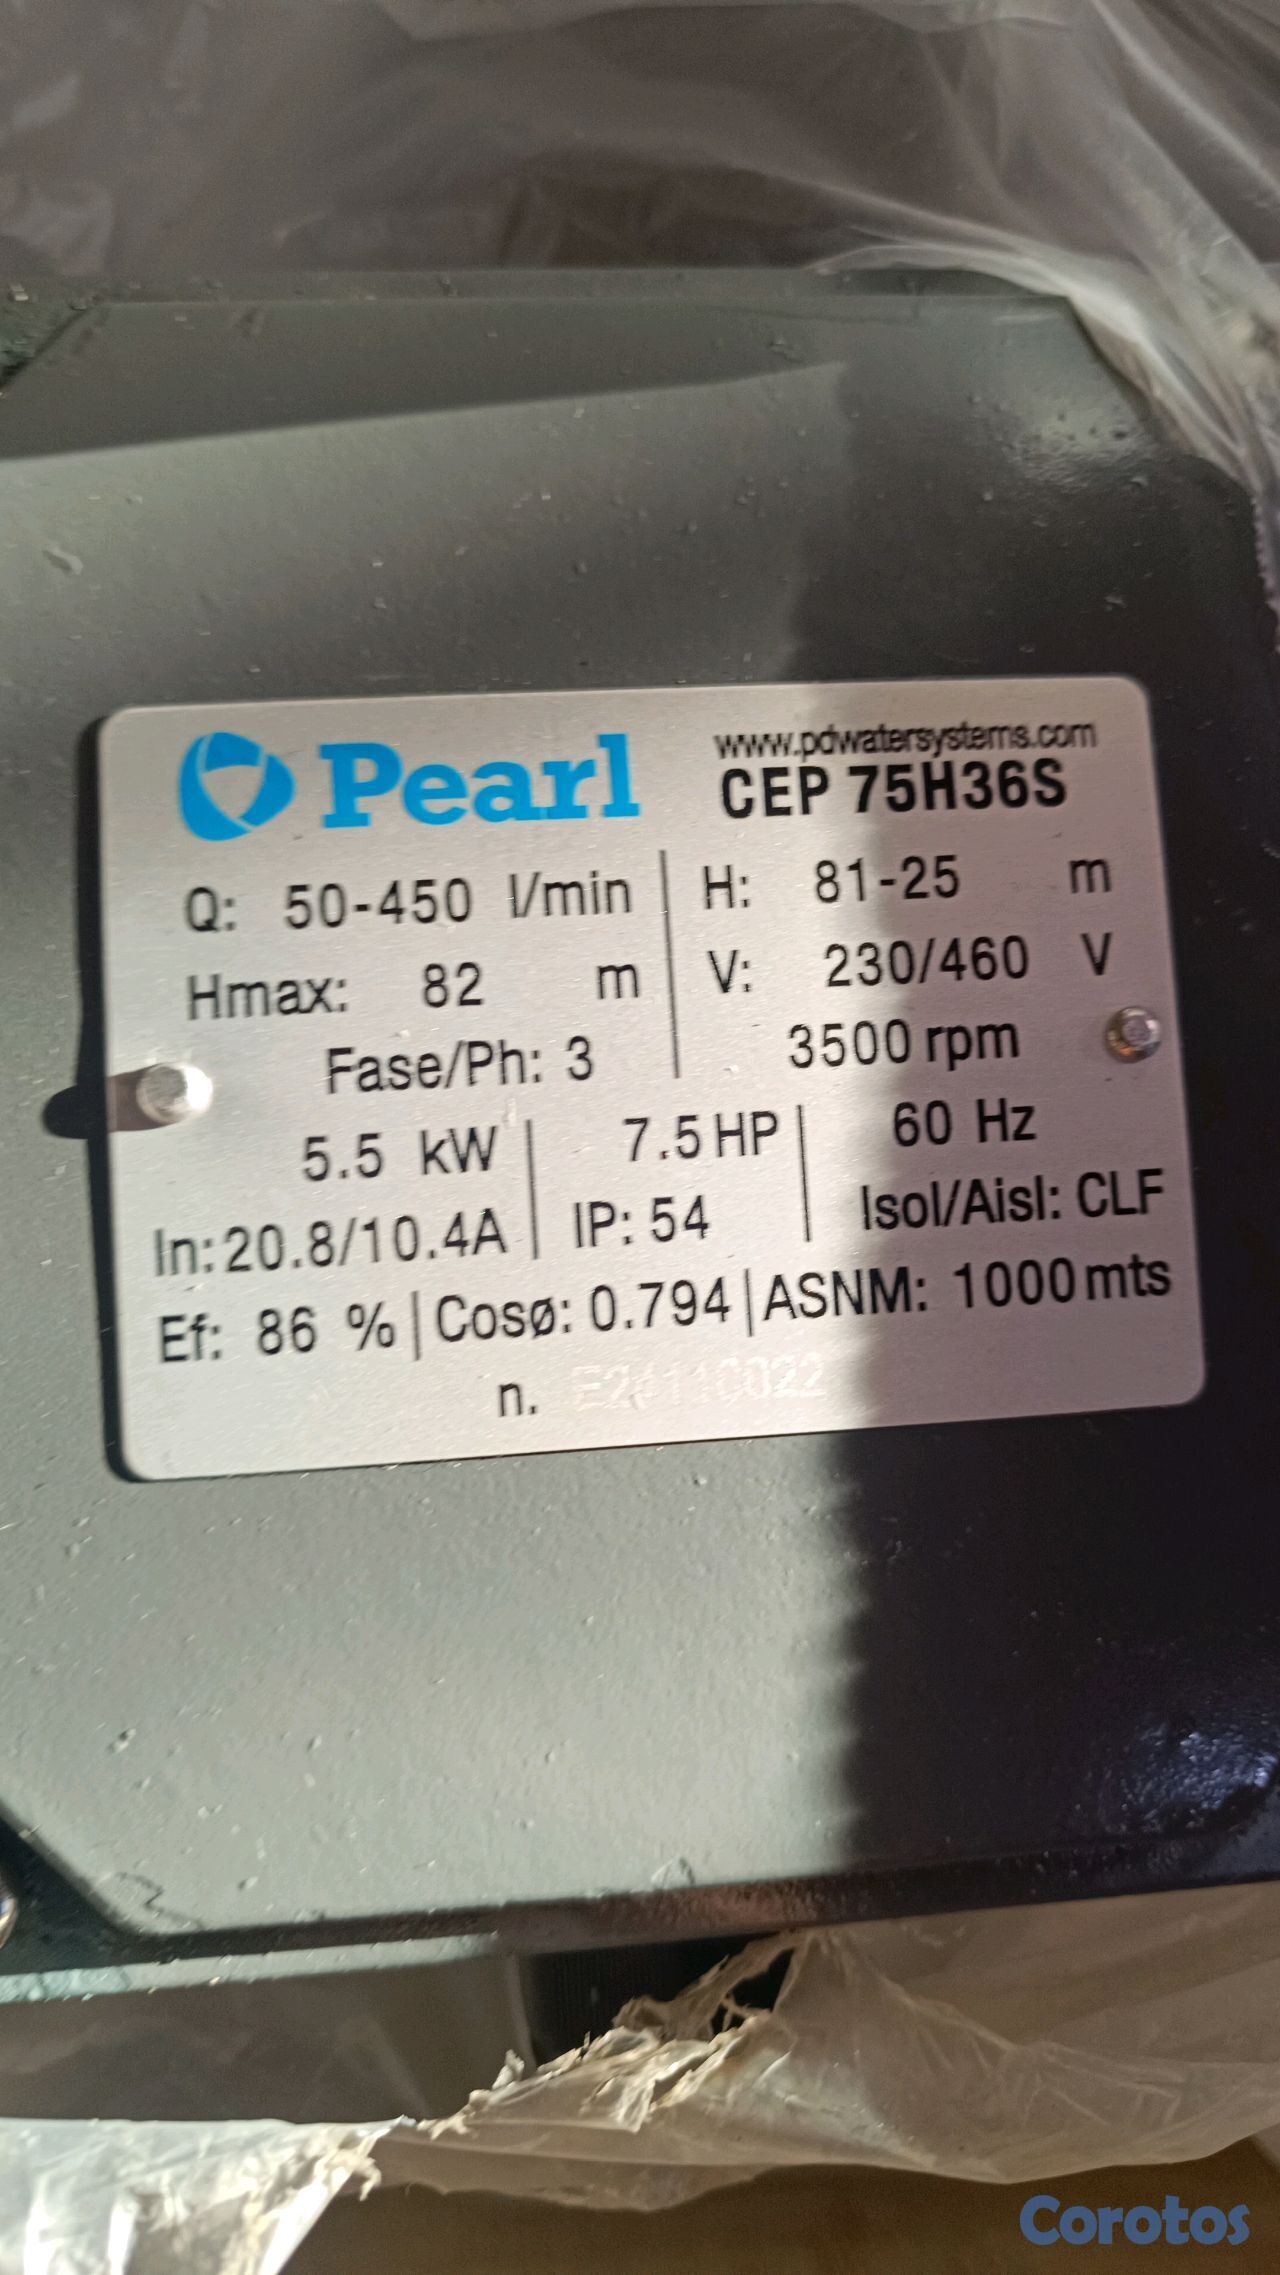 Pearl
www.pdwatersystems.com
CEP 75H36S
Q: 50-450 l/min H: 81-25 m
Hmax: 82 m V: 230/460 V
Fase/Ph: 3 3500 rpm
5.5 kW 7.5 HP 60 Hz
In: 20.8/10.4A IP: 54 Isol/Aisl: CLF
Ef: 86 % Cosø: 0.794 ASNM: 1000 mts
n.
Corotos